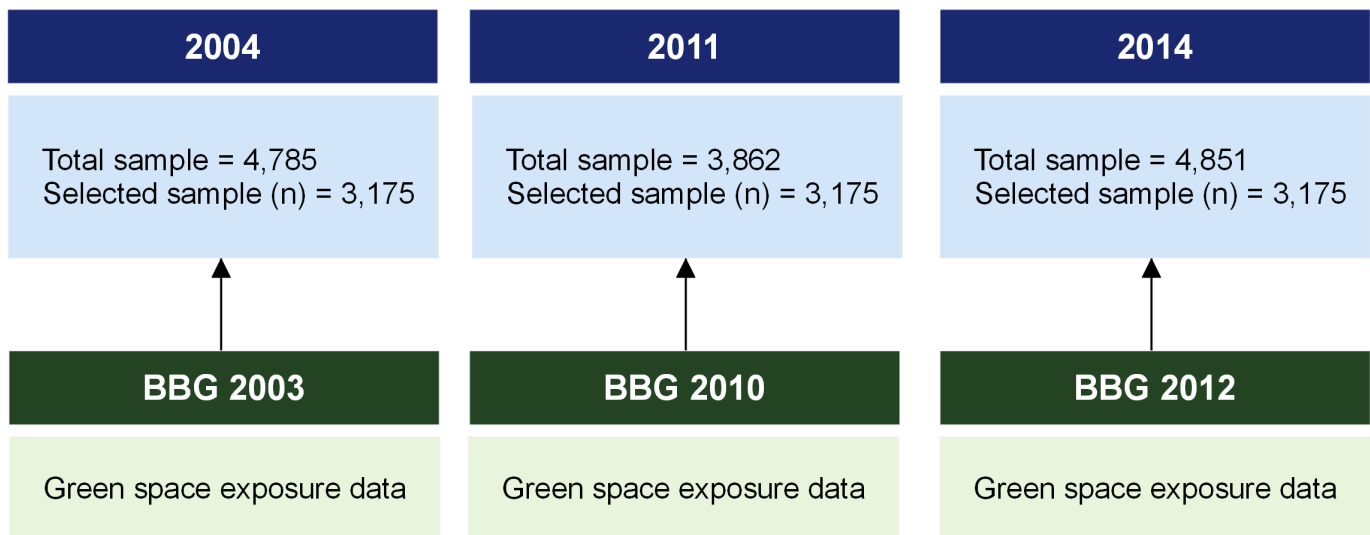 2004
Total sample = 4,785
Selected sample (n) = 3,175
BBG 2003
Green space exposure data
2011
Total sample = 3,862
Selected sample (n) = 3,175
BBG 2010
Green space exposure data
2014
Total sample = 4,851
Selected sample (n) = 3,175
BBG 2012
Green space exposure data